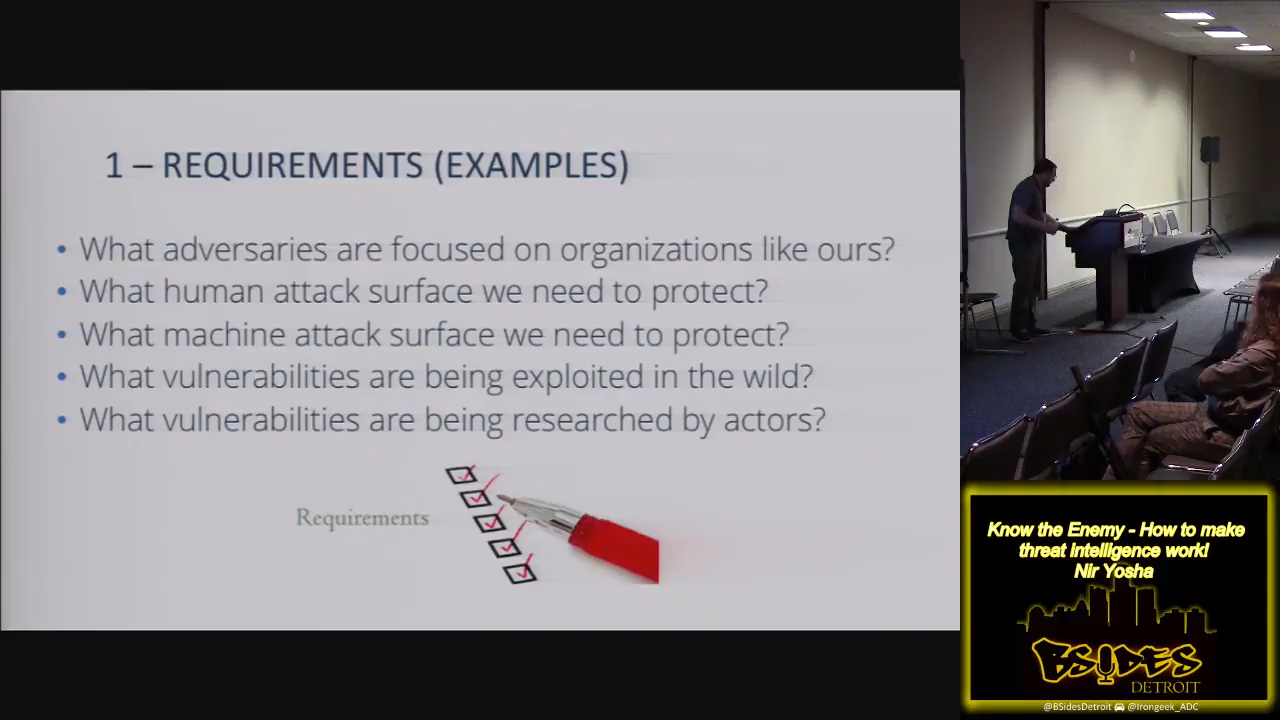 1 – REQUIREMENTS (EXAMPLES)
• What adversaries are focused on organizations like ours?
• What human attack surface we need to protect?
• What machine attack surface we need to protect?
• What vulnerabilities are being exploited in the wild?
• What vulnerabilities are being researched by actors?
Requirements
Know the Enemy - How to make
threat intelligence work!
Nir Yosha
BSIDES
DETROIT
@BSidesDetroit @Irongeek_ADC